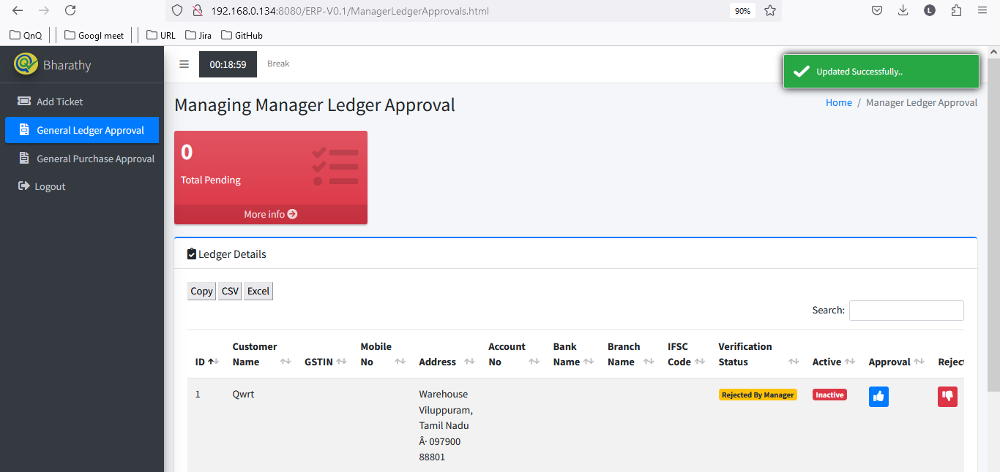 192.168.0.134:8080/ERP-V0.1/ManagerLedgerApprovals.html
90%
L
QnQ
Googl meet
URL
Jira
GitHub
Bharathy
00:18:59
Break
Updated Successfully..
Add Ticket
General Ledger Approval
General Purchase Approval
Logout
Managing Manager Ledger Approval
Home / Manager Ledger Approval
0
Total Pending
More info
Ledger Details
Copy CSV Excel
Search:
ID
Customer
Name
GSTIN
Mobile
No
Address
Account
No
Bank
Name
Branch
Name
IFSC
Code
Verification
Status
Active
Approval
Reject
1
Qwrt
Warehouse
Viluppuram,
Tamil Nadu
Â· 097900
88801
Rejected By Manager
Inactive